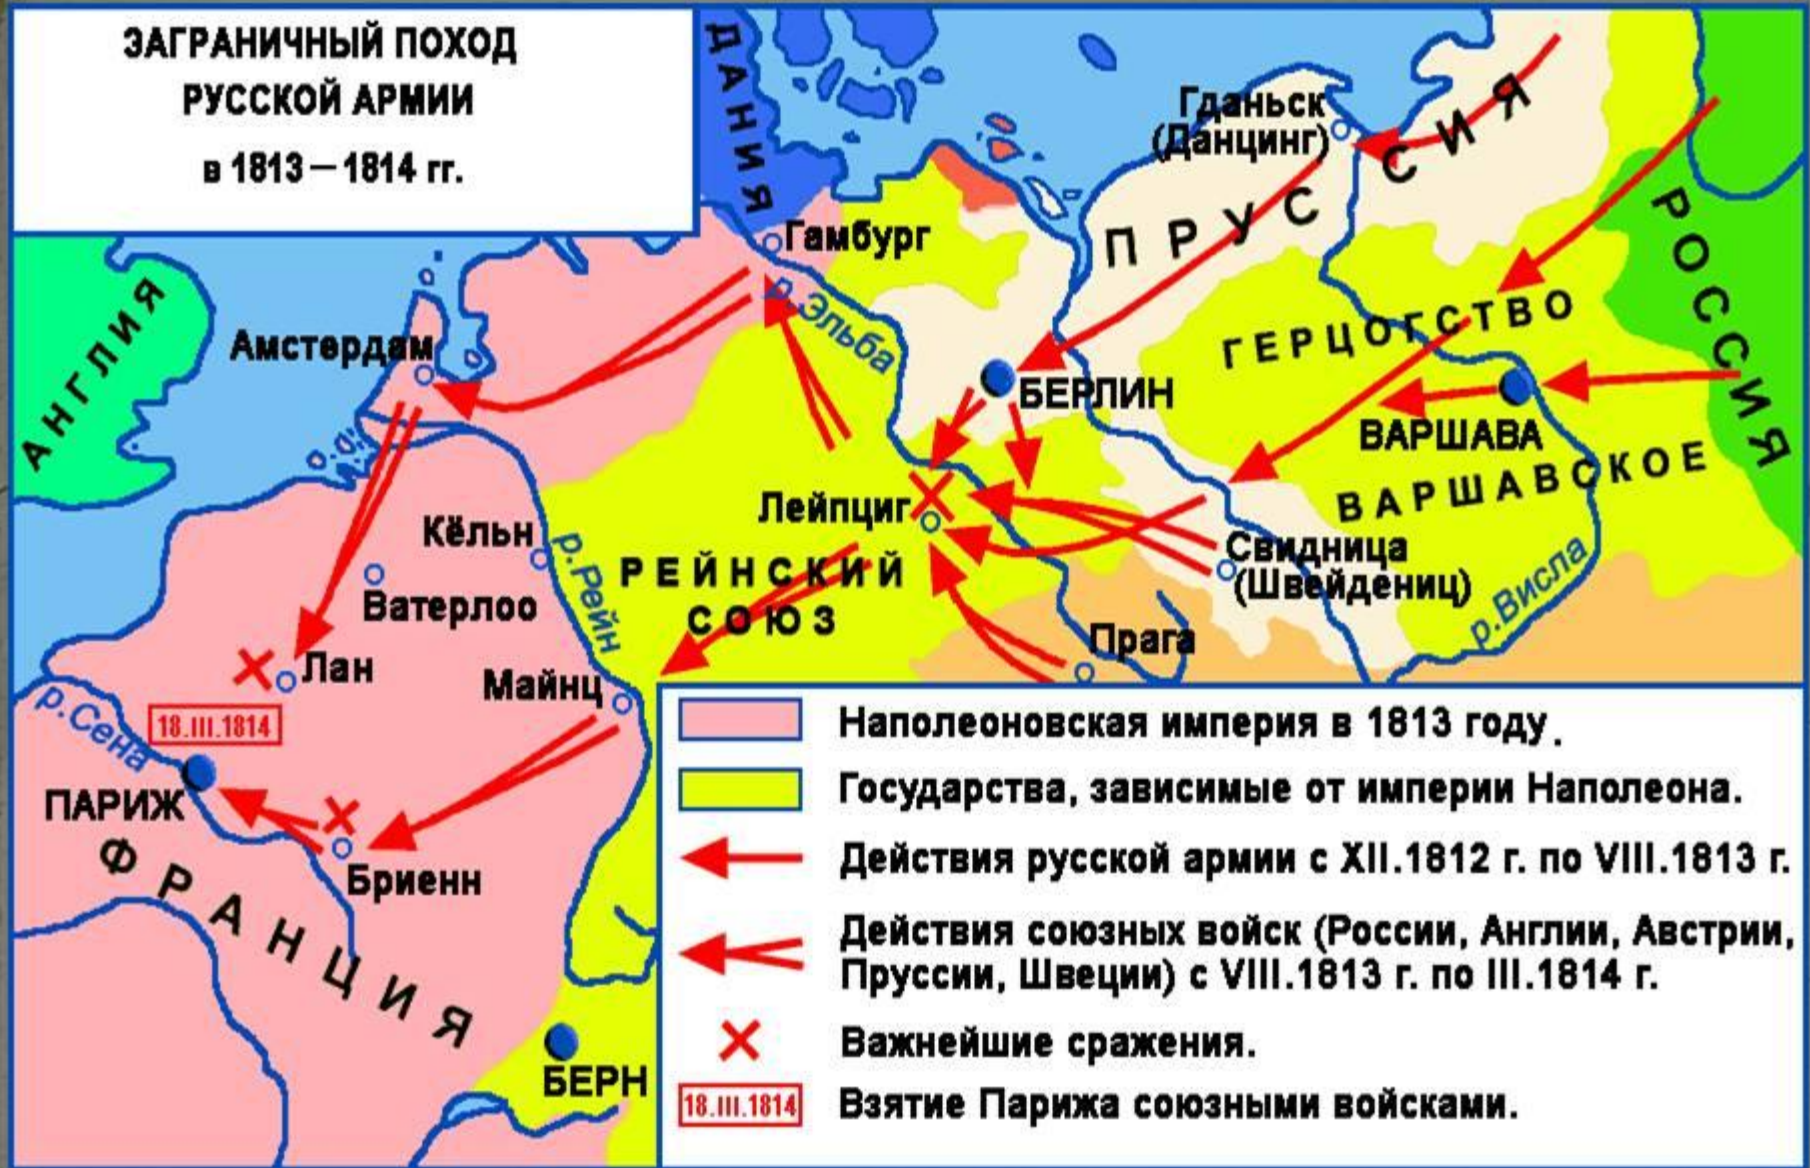 ЗАГРАНИЧНЫЙ ПОХОД
РУССКОЙ АРМИИ
в 1813 – 1814 гг.
ДАНИЯ
Гданьск
(Данцинг)
ПРУССИЯ
РОССИЯ
Гамбург
р.Эльба
АНГЛИЯ
Амстердам
БЕРЛИН
ГЕРЦОГСТВО
ВАРШАВА
ВАРШАВСКОЕ
Лейпциг
Кёльн
р.Рейн
РЕЙНСКИЙ
СОЮЗ
Свидница
(Швейдениц)
р.Висла
Ватерлоо
Прага
Лан
Майнц
р.Сена
18.III.1814
ПАРИЖ
Бриенн
ФРАНЦИЯ
БЕРН
Наполеоновская империя в 1813 году.
Государства, зависимые от империи Наполеона.
Действия русской армии с XII.1812 г. по VIII.1813 г.
Действия союзных войск (России, Англии, Австрии,
Пруссии, Швеции) с VIII.1813 г. по III.1814 г.
Важнейшие сражения.
18.III.1814
Взятие Парижа союзными войсками.